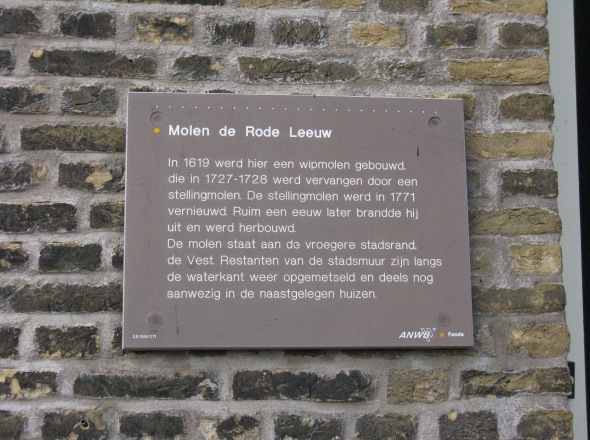 Molen de Rode Leeuw
In 1619 werd hier een wipmolen gebouwd,
die in 1727-1728 werd vervangen door een
stellingmolen. De stellingmolen werd in 1771
vernieuwd. Ruim een eeuw later brandde hij
uit en werd herbouwd.
De molen staat aan de vroegere stadsrand,
de Vest. Restanten van de stadsmuur zijn langs
de waterkant weer opgemetseld en deels nog
aanwezig in de naastgelegen huizen.
ANWB Fonds